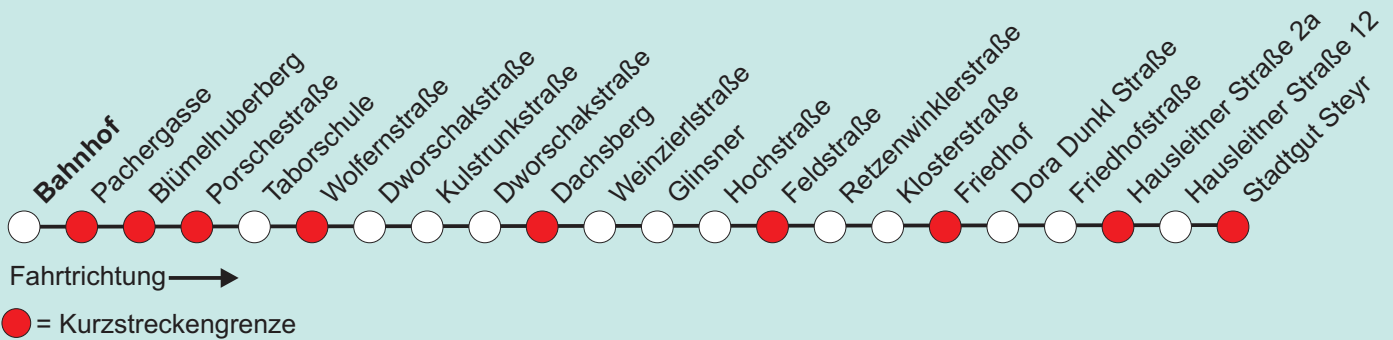 Bahnhof
Pachergasse
Blümelhuberberg
Porschestraße
Taborschule
Wolfernstraße
Dworschakstraße
Kulstrunkstraße
Dworschakstraße
Dachsberg
Weinzierlstraße
Glinsner
Hochstraße
Feldstraße
Retzenwinklerstraße
Klosterstraße
Friedhof
Dora Dunkl Straße
Friedhofstraße
Hausleitner Straße 2a
Hausleitner Straße 12
Stadtgut Steyr
Fahrtrichtung
= Kurzstreckengrenze